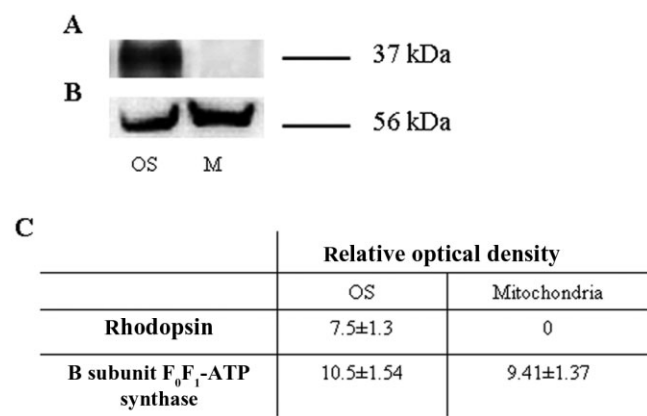 A
37 kDa
B
56 kDa
OS M
C
Relative optical density
OS Mitochondria
Rhodopsin 7.5±1.3 0
B subunit F₀F₁-ATP 10.5±1.54 9.41±1.37
synthase